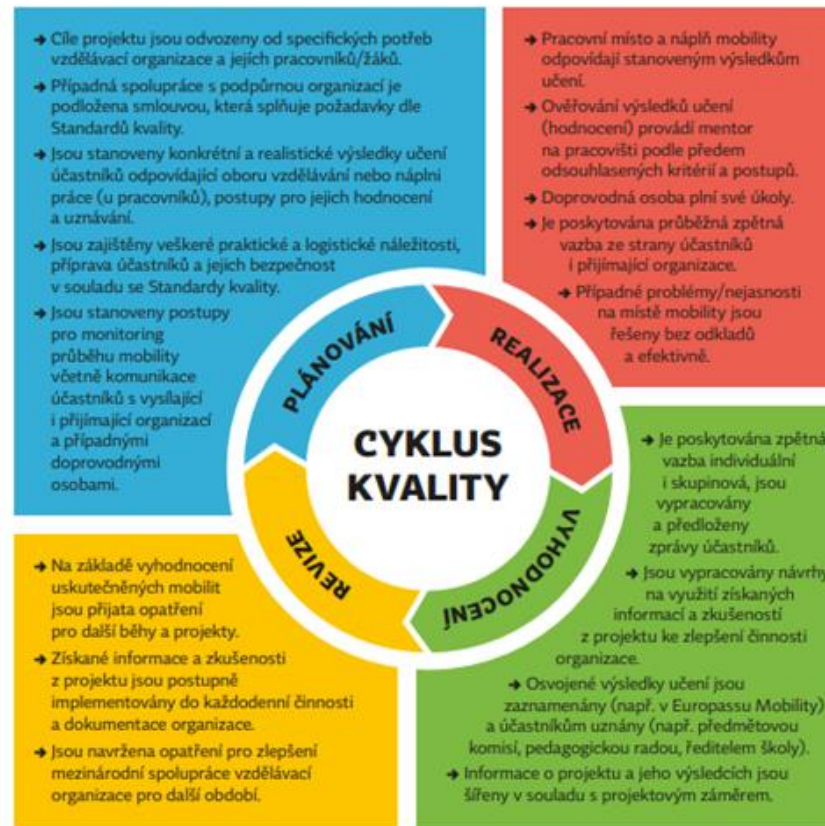 → Cíle projektu jsou odvozeny od specifických potřeb
vzdělávací organizace a jejích pracovníků/žáků.
→ Případná spolupráce s podpůrnou organizací je
podložena smlouvou, která splňuje požadavky dle
Standardů kvality.
→ Jsou stanoveny konkrétní a realistické výsledky učení
účastníků odpovídající oboru vzdělávání nebo náplni
práce (u pracovníků), postupy pro jejich hodnocení
a uznávání.
→ Jsou zajištěny veškeré praktické a logistické náležitosti,
příprava účastníků a jejich bezpečnost
v souladu se Standardy kvality.
→ Jsou stanoveny postupy
pro monitoring
průběhu mobility
včetně komunikace
účastníků s vysílající
i přijímající organizací
a případnými
doprovodnými
osobami.
→ Pracovní místo a náplň mobility
odpovídají stanoveným výsledkům
učení.
→ Ověřování výsledků učení
(hodnocení) provádí mentor
na pracovišti podle předem
odsouhlasených kritérií a postupů.
→ Doprovodná osoba plní své úkoly.
→ Je poskytována průběžná zpětná
vazba ze strany účastníků
i přijímající organizace.
→ Případné problémy/nejasnosti
na místě mobility jsou
řešeny bez odkladů
a efektivně.
PLÁNOVÁNÍ
REALIZACE
CYKLUS
KVALITY
VYHODNOCENÍ
REVIZE
→ Je poskytována zpětná
vazba individuální
i skupinová, jsou
vypracovány
a předloženy
zprávy účastníků.
→ Jsou vypracovány návrhy
na využití získaných
informací a zkušeností
z projektu ke zlepšení činnosti
organizace.
→ Osvojené výsledky učení jsou
zaznamenány (např. v Europassu Mobility)
a účastníkům uznány (např. předmětovou
komisí, pedagogickou radou, ředitelem školy).
→ Informace o projektu a jeho výsledcích jsou
šířeny v souladu s projektovým záměrem.
→ Na základě vyhodnocení
uskutečněných mobilit
jsou přijata opatření
pro další běhy a projekty.
→ Získané informace a zkušenosti
z projektu jsou postupně
implementovány do každodenní činnosti
a dokumentace organizace.
→ Jsou navržena opatření pro zlepšení
mezinárodní spolupráce vzdělávací
organizace pro další období.